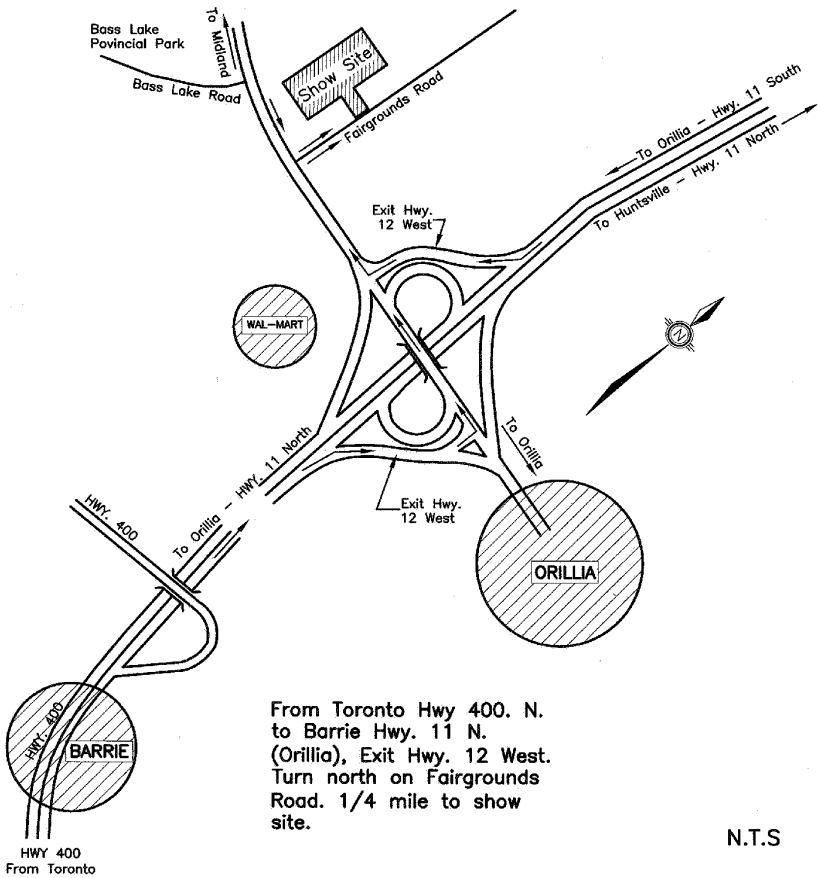 Bass Lake
Povincial Park
To Midland
Bass Lake Road
Show Site
Fairgrounds Road
To Orillia - Hwy. 11 South
To Huntsville - Hwy. 11 North
Exit Hwy.
12 West
WAL-MART
N
To Orillia
To Orillia - HWY. 11 North
Exit Hwy.
12 West
HWY. 400
ORILLIA
HWY. 400
BARRIE
From Toronto Hwy 400. N.
to Barrie Hwy. 11 N.
(Orillia), Exit Hwy. 12 West.
Turn north on Fairgrounds
Road. 1/4 mile to show
site.
N.T.S
HWY 400
From Toronto